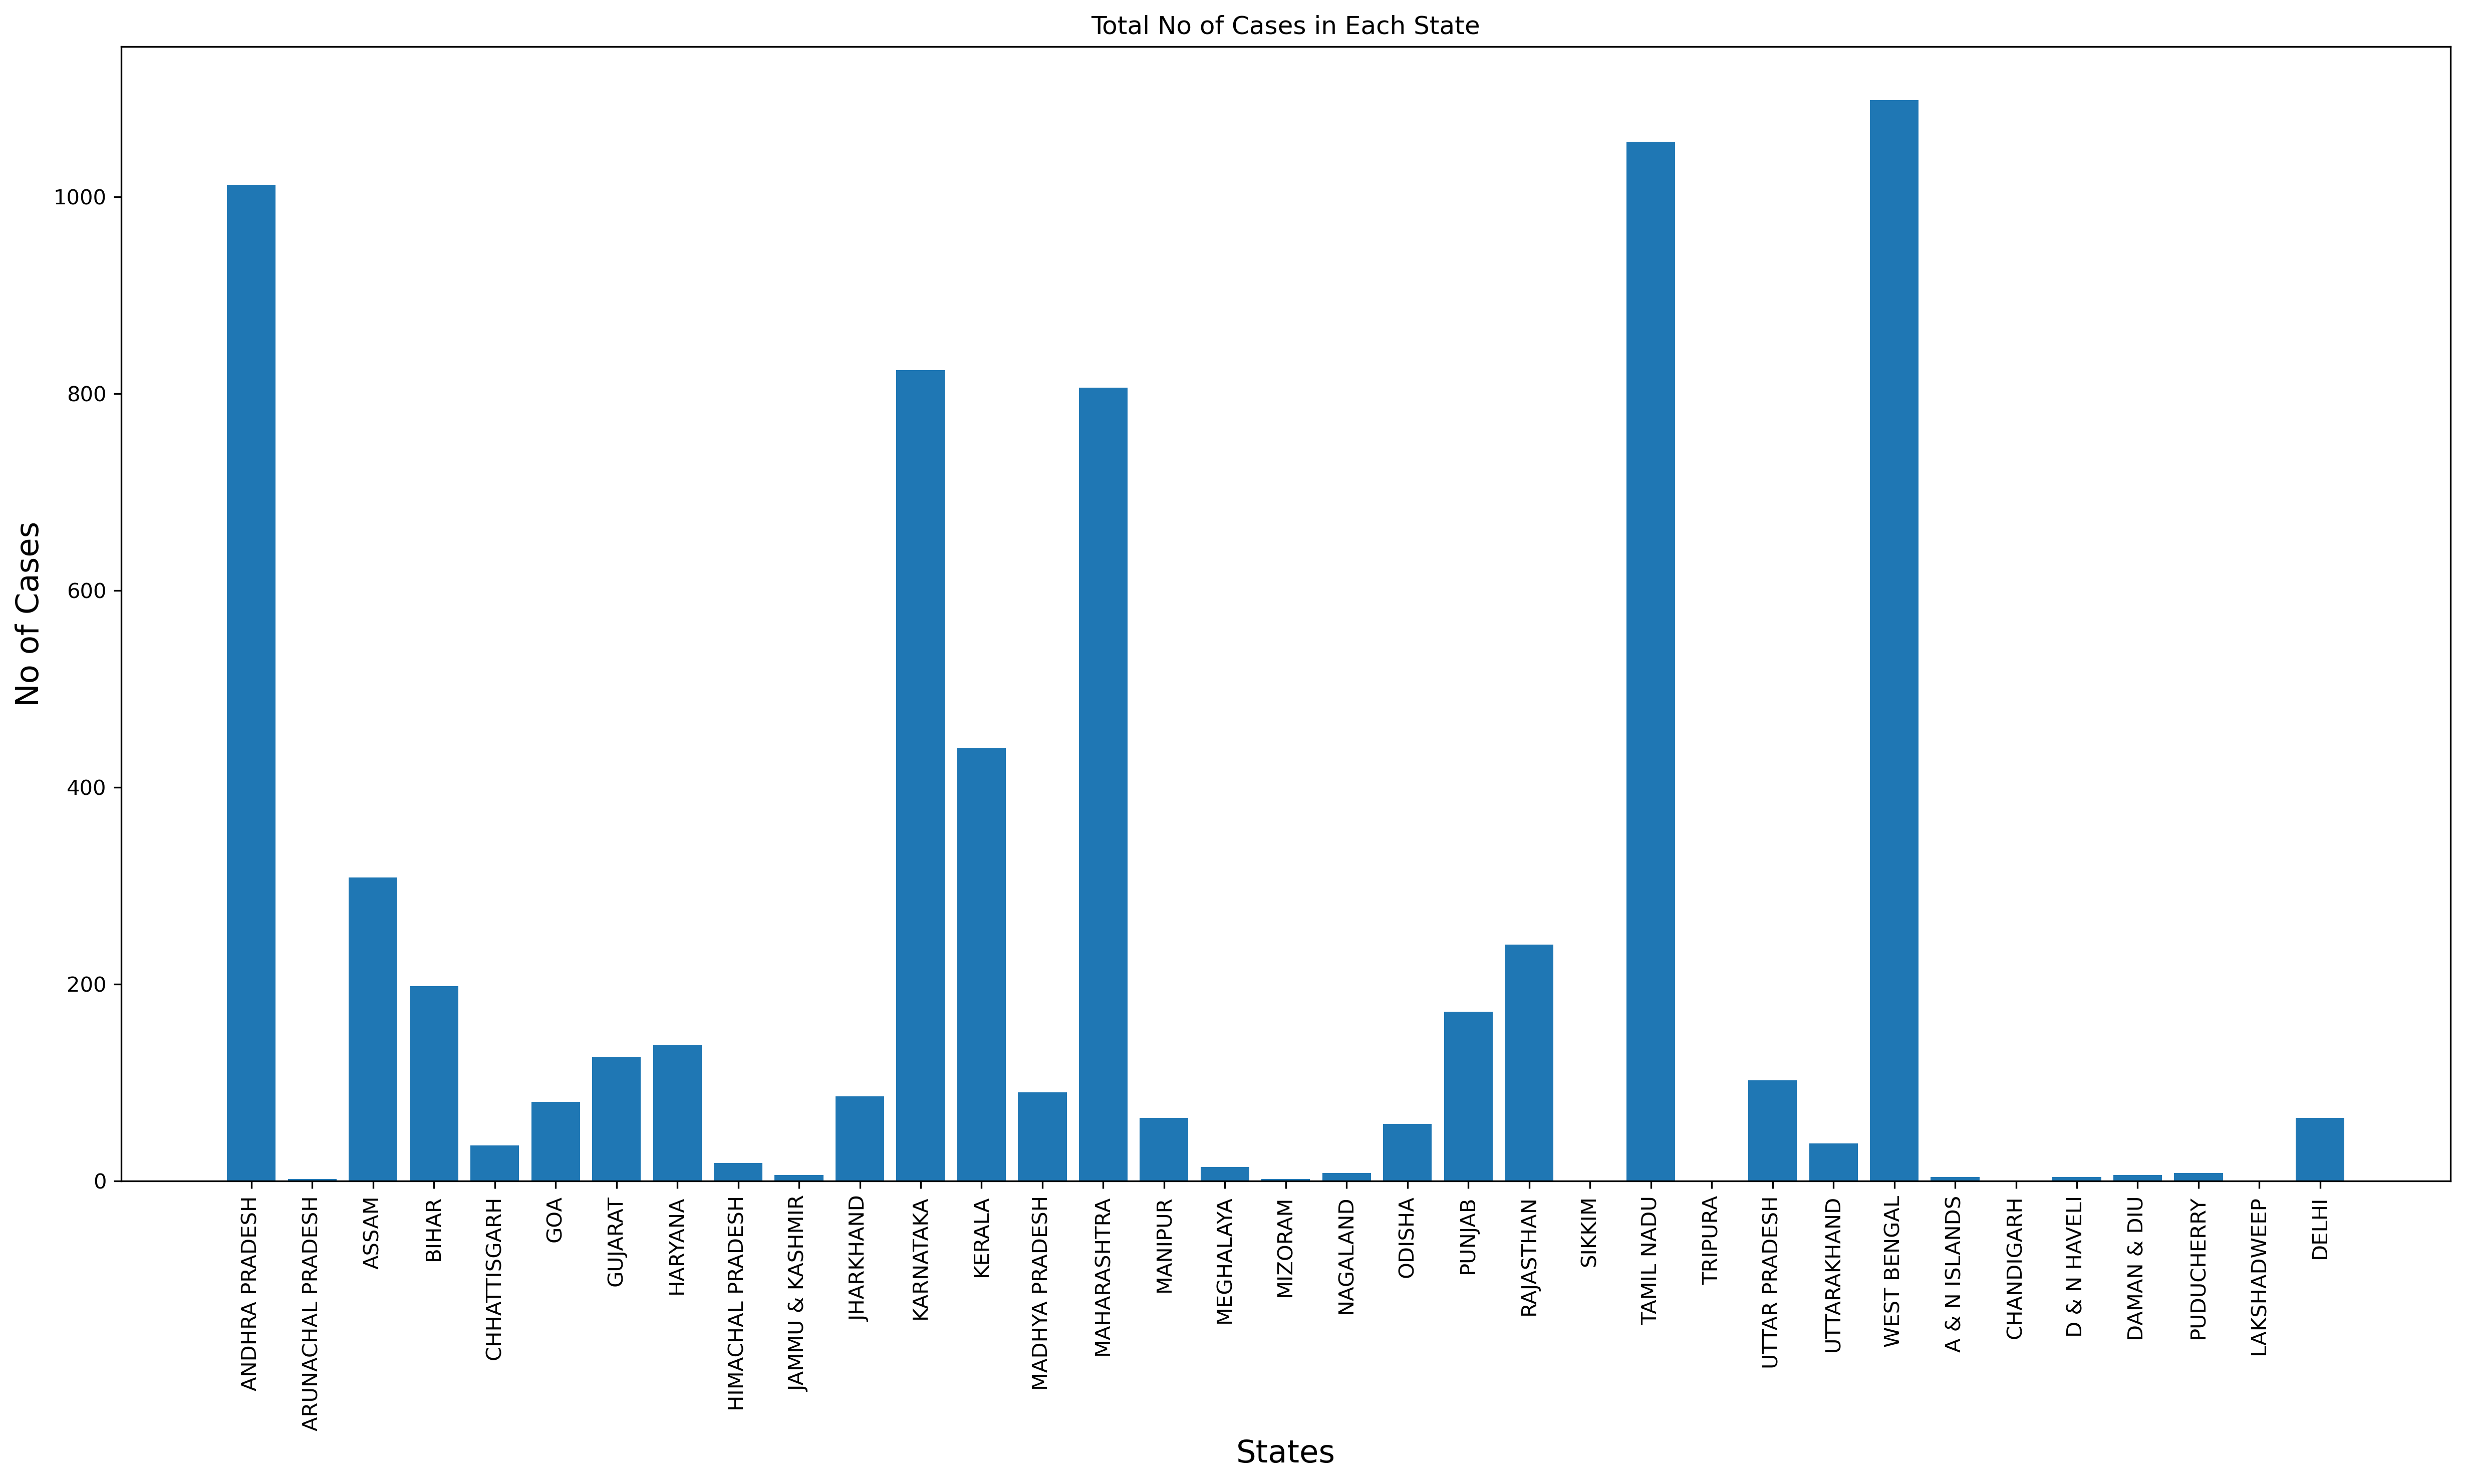 Total No of Cases in Each State
No of Cases
1000
800
600
400
200
0
ANDHRA PRADESH
ARUNACHAL PRADESH
ASSAM
BIHAR
CHHATTISGARH
GOA
GUJARAT
HARYANA
HIMACHAL PRADESH
JAMMU & KASHMIR
JHARKHAND
KARNATAKA
KERALA
MADHYA PRADESH
MAHARASHTRA
MANIPUR
MEGHALAYA
MIZORAM
NAGALAND
ODISHA
PUNJAB
RAJASTHAN
SIKKIM
TAMIL NADU
TRIPURA
UTTAR PRADESH
UTTARAKHAND
WEST BENGAL
A & N ISLANDS
CHANDIGARH
D & N HAVELI
DAMAN & DIU
PUDUCHERRY
LAKSHADWEEP
DELHI
States